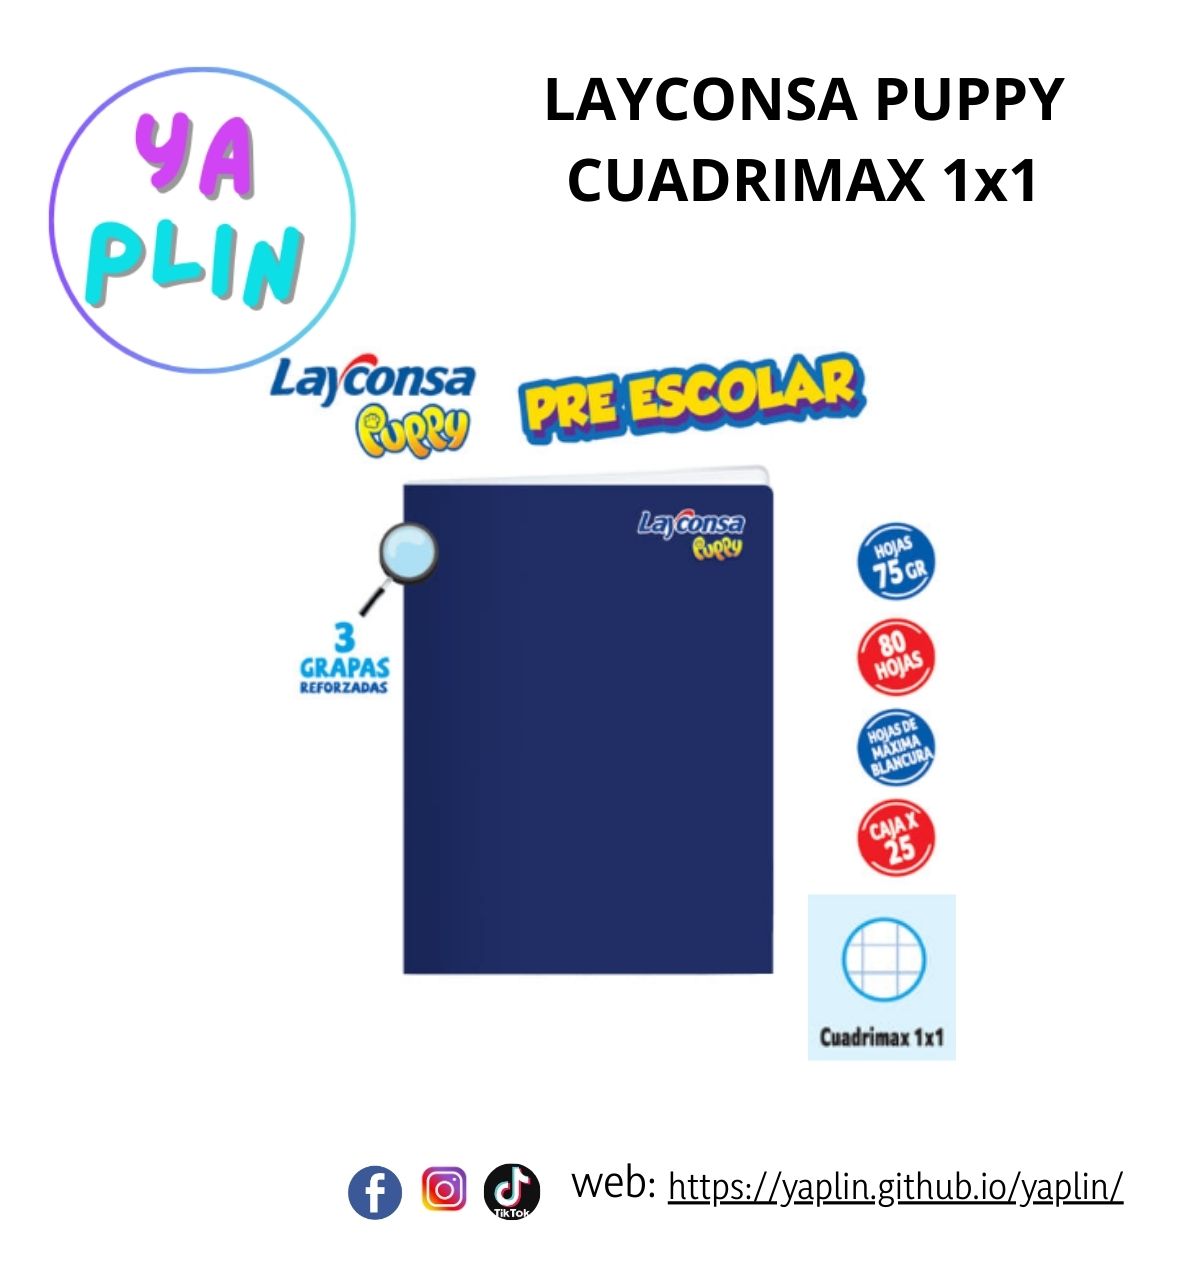 YA
PLIN
LAYCONSA PUPPY
CUADRIMAX 1x1
Layconsa
Puppy
PRE ESCOLAR
Layconsa
Puppy
3
GRAPAS
REFORZADAS
HOJAS
75 GR
80
HOJAS
HOJAS DE
MÁXIMA
BLANCURA
CAJA X
25
Cuadrimax 1x1
TikTok
web: https://yaplin.github.io/yaplin/